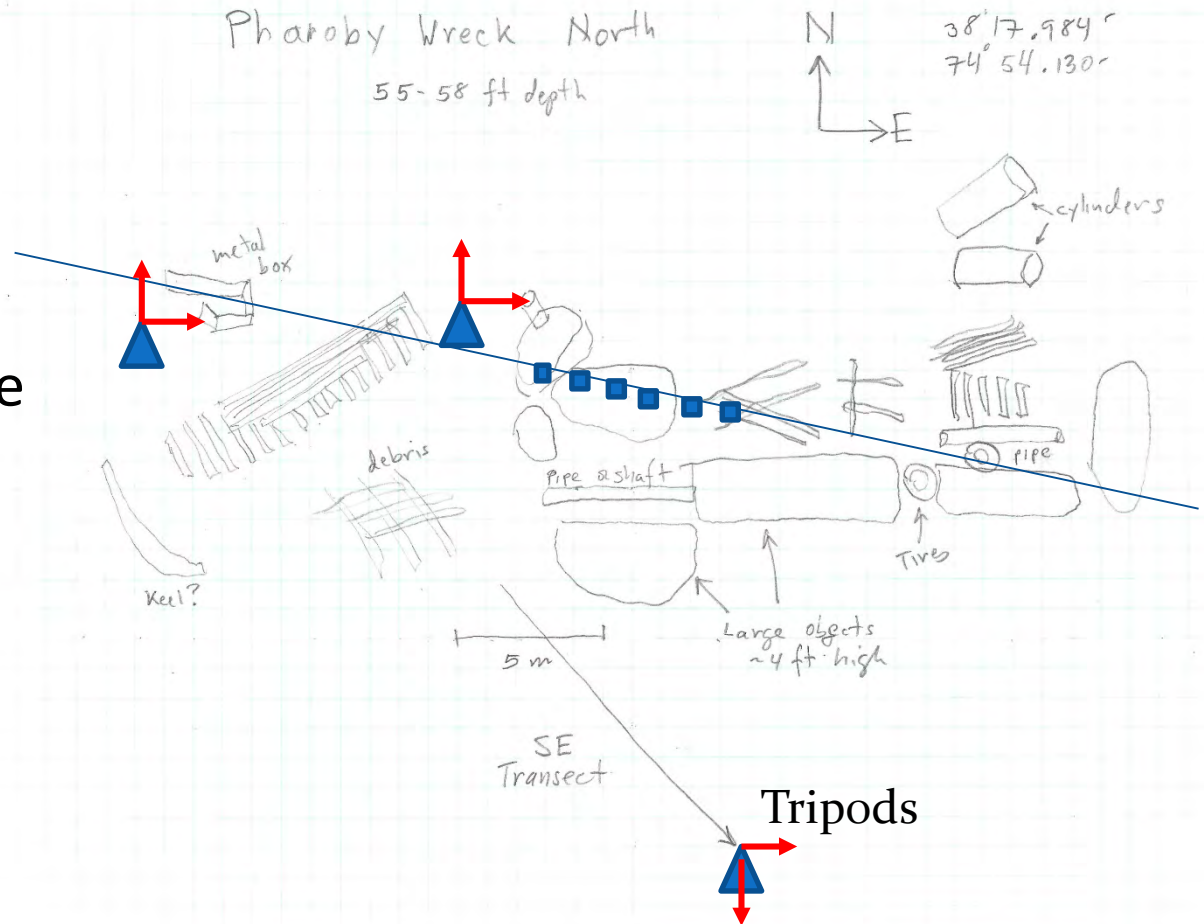 Pharoby Wreck North
55-58 ft depth
N
E
38°17.984'
74°54.130'
cylinders
metal
box
e
debris
Pipe & shaft
pipe
Tires
Keel?
5 m
Large objects
~4 ft high
SE
Transect
Tripods